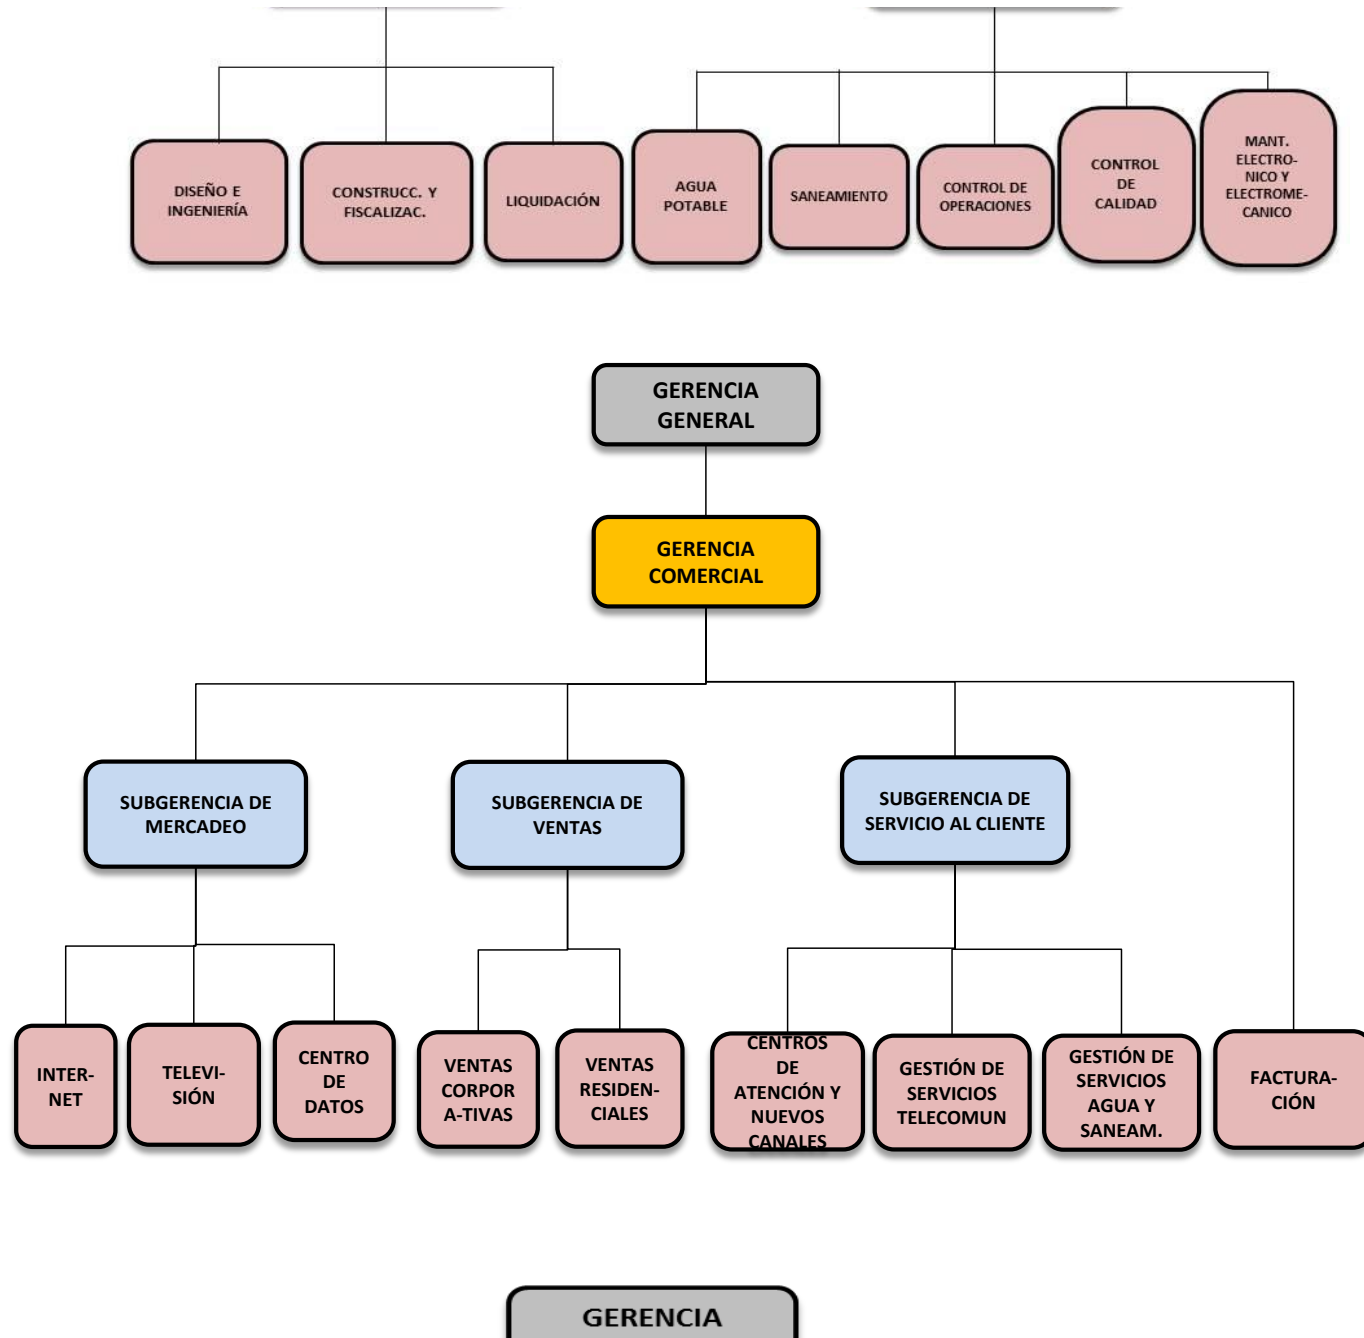 DISEÑO E
INGENIERÍA
CONSTRUCC. Y
FISCALIZAC.
LIQUIDACIÓN
AGUA
POTABLE
SANEAMIENTO
CONTROL DE
OPERACIONES
CONTROL
DE
CALIDAD
MANT.
ELECTRO-
NICO Y
ELECTROME-
CANICO
GERENCIA
GENERAL
GERENCIA
COMERCIAL
SUBGERENCIA DE
MERCADEO
SUBGERENCIA DE
VENTAS
SUBGERENCIA DE
SERVICIO AL CLIENTE
INTER-
NET
TELEVI-
SIÓN
CENTRO
DE
DATOS
VENTAS
CORPOR
A-TIVAS
VENTAS
RESIDEN-
CIALES
CENTROS
DE
ATENCIÓN Y
NUEVOS
CANALES
GESTIÓN DE
SERVICIOS
TELECOMUN
GESTIÓN DE
SERVICIOS
AGUA Y
SANEAM.
FACTURA-
CIÓN
GERENCIA